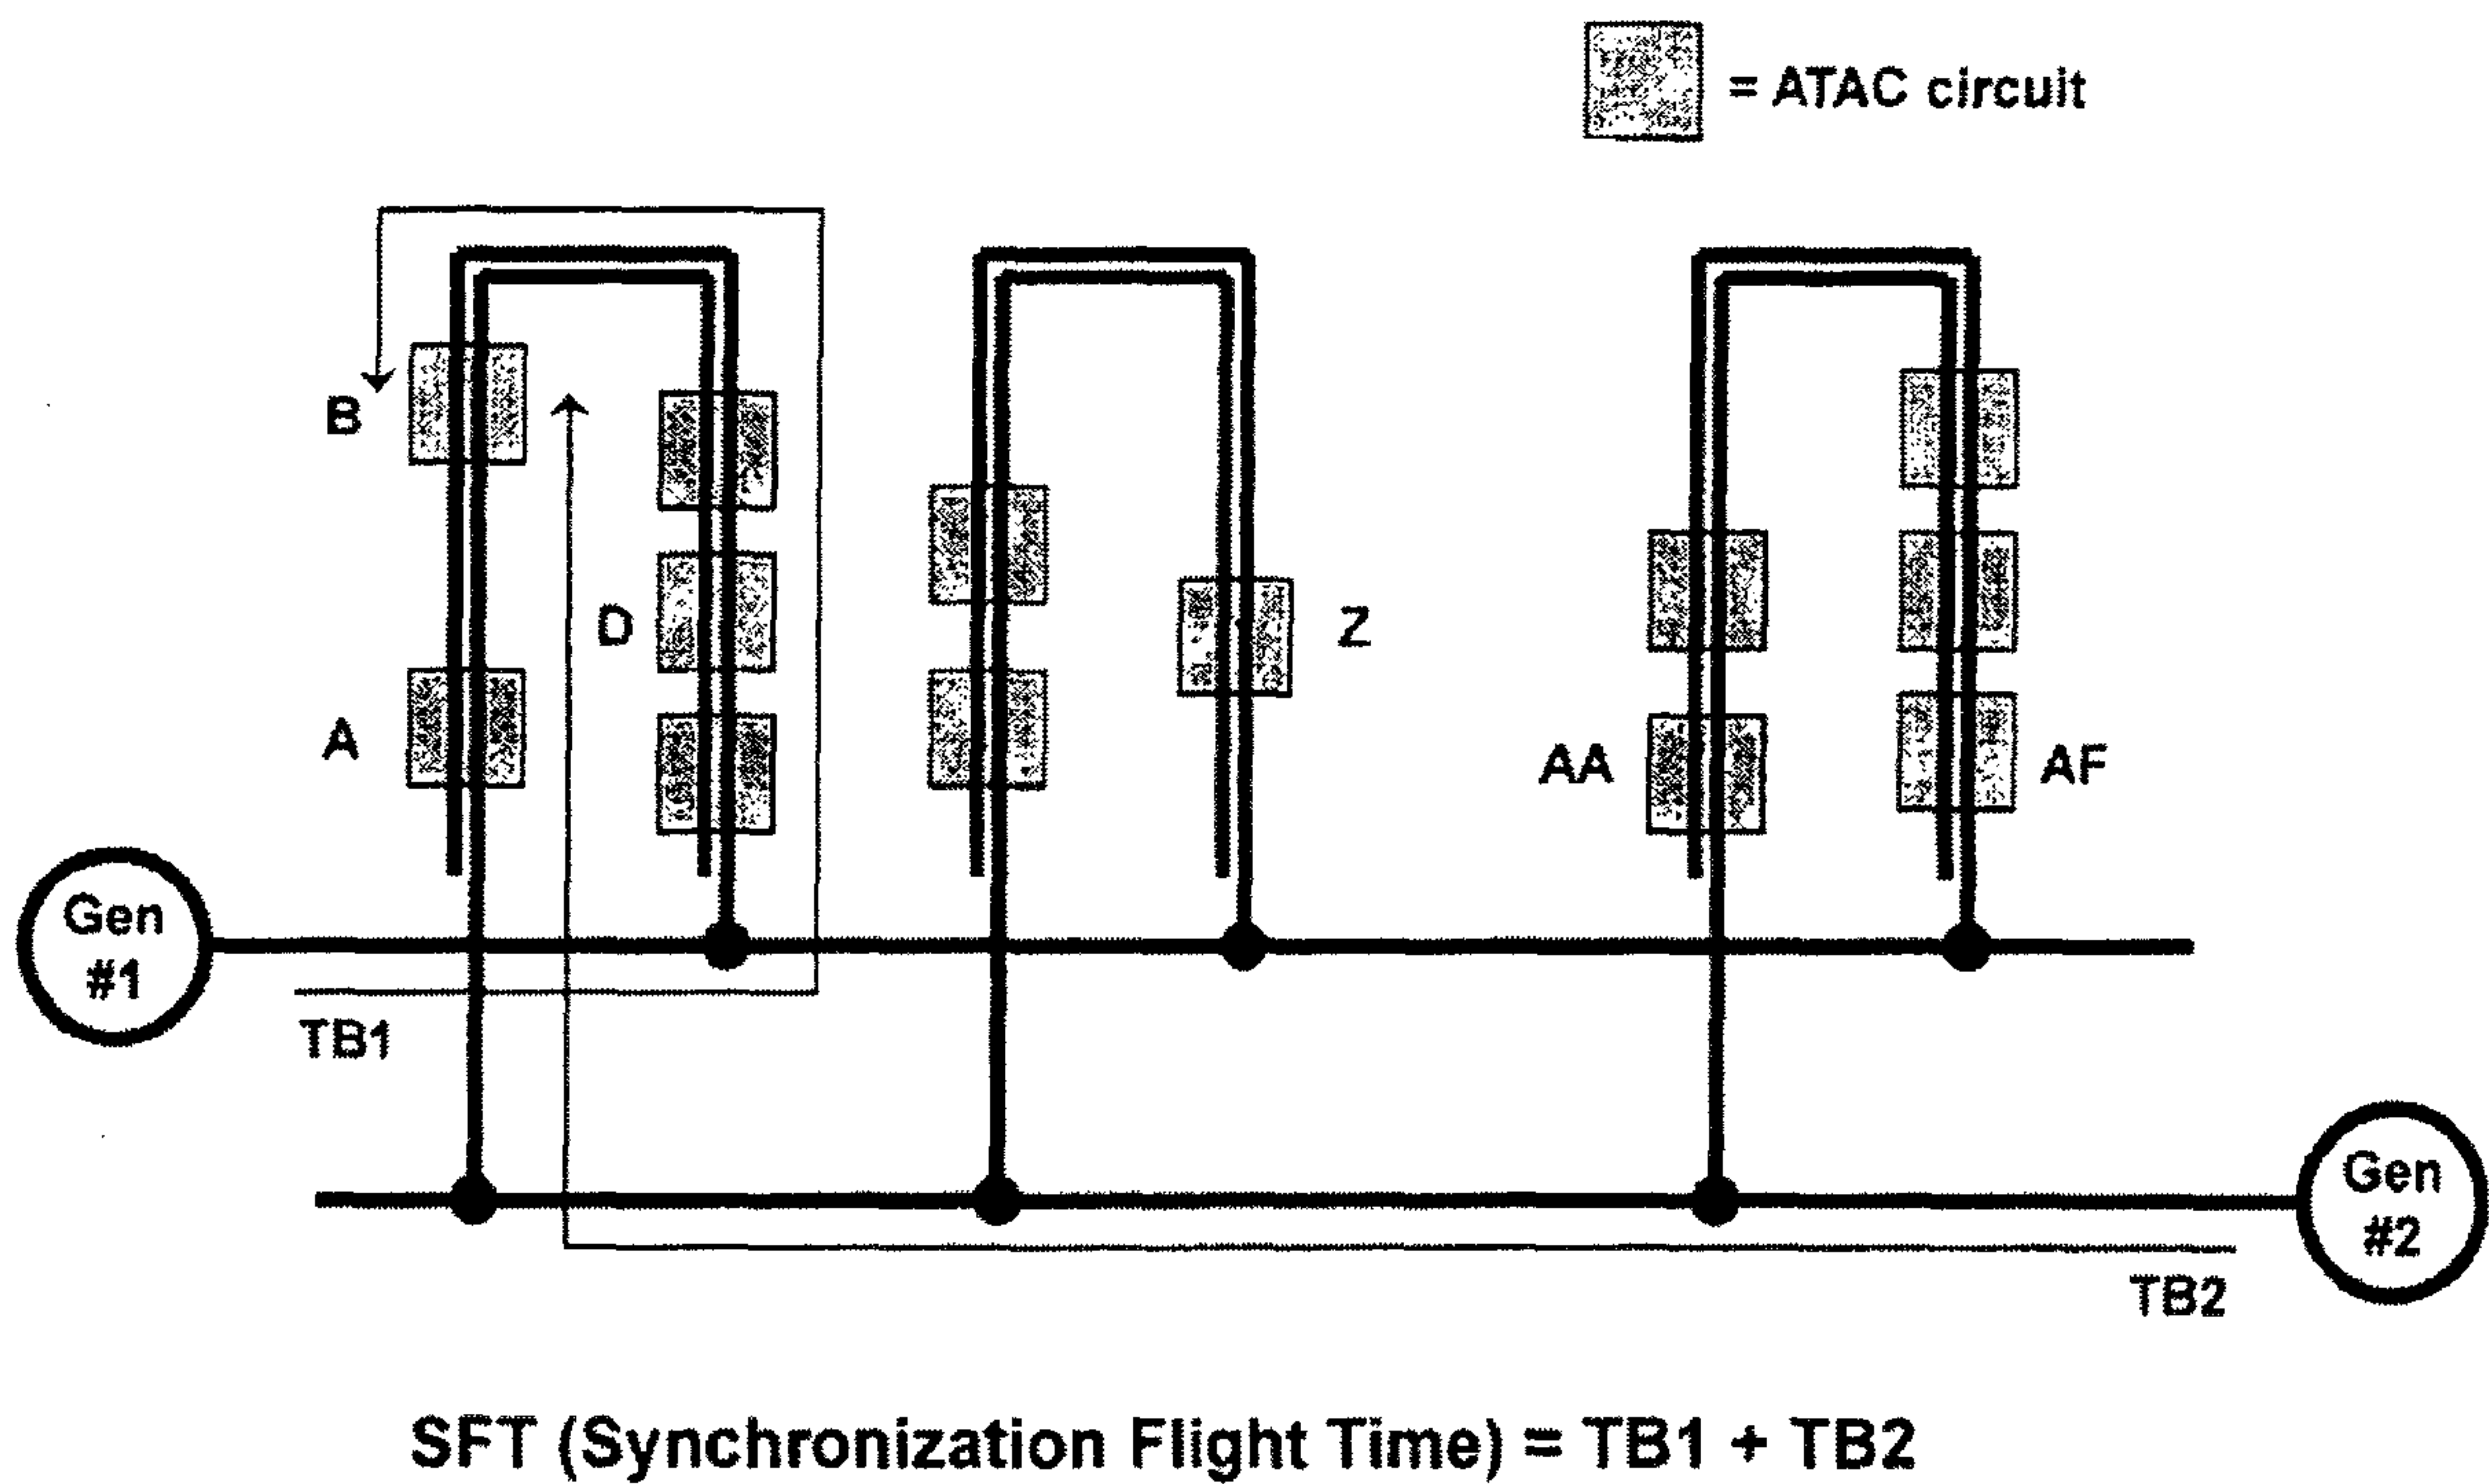 = ATAC circuit
B
D
Z
A
AA
AF
Gen
#1
TB1
Gen
#2
TB2
SFT (Synchronization Flight Time) = TB1 + TB2